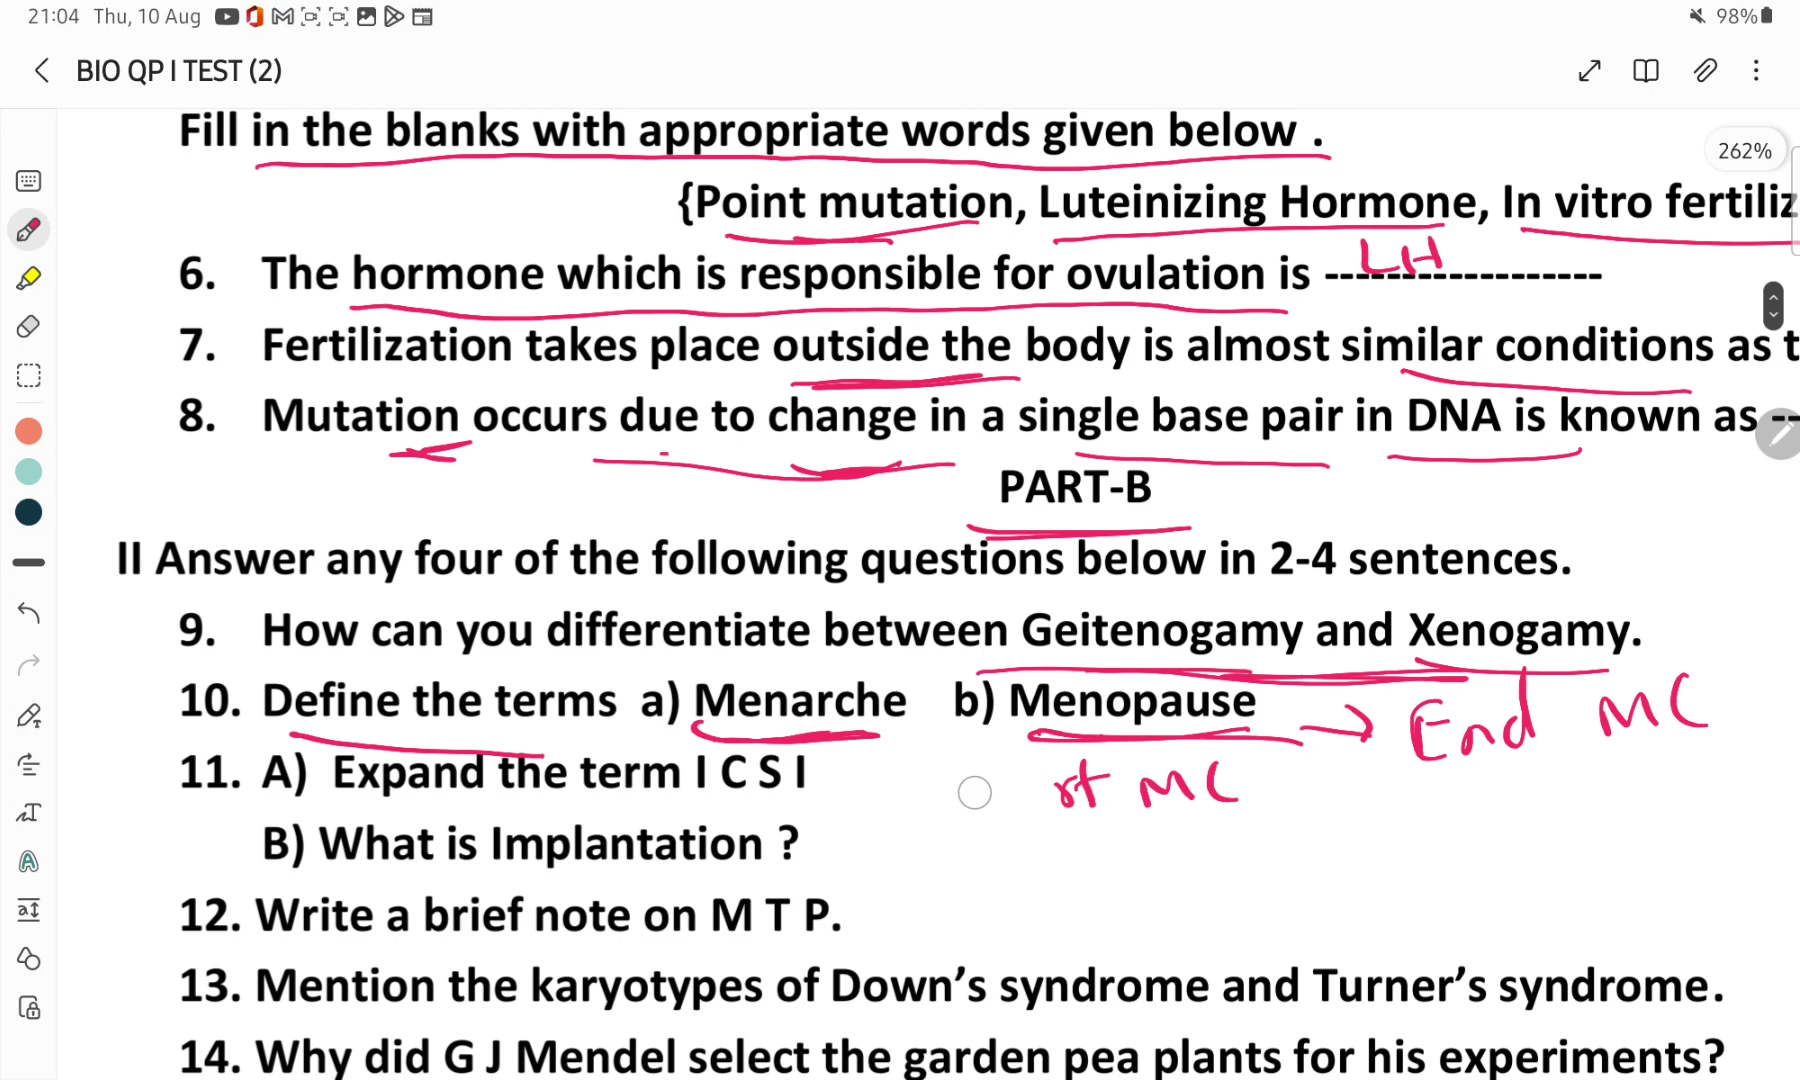 21:04 Thu, 10 Aug 98%
BIO QP I TEST (2)
Fill in the blanks with appropriate words given below .
262%
{Point mutation, Luteinizing Hormone, In vitro fertiliz
6. The hormone which is responsible for ovulation is -------------------
LH
7. Fertilization takes place outside the body is almost similar conditions as t
8. Mutation occurs due to change in a single base pair in DNA is known as --
PART-B
II Answer any four of the following questions below in 2-4 sentences.
9. How can you differentiate between Geitenogamy and Xenogamy.
10. Define the terms a) Menarche b) Menopause
End MC
11. A) Expand the term I C S I
st MC
B) What is Implantation ?
12. Write a brief note on M T P.
13. Mention the karyotypes of Down’s syndrome and Turner’s syndrome.
14. Why did G J Mendel select the garden pea plants for his experiments?